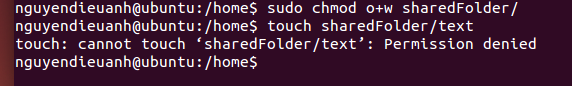 nguyendieuanh@ubuntu:/home$ sudo chmod o+w sharedFolder/
nguyendieuanh@ubuntu:/home$ touch sharedFolder/text
touch: cannot touch ‘sharedFolder/text’: Permission denied
nguyendieuanh@ubuntu:/home$